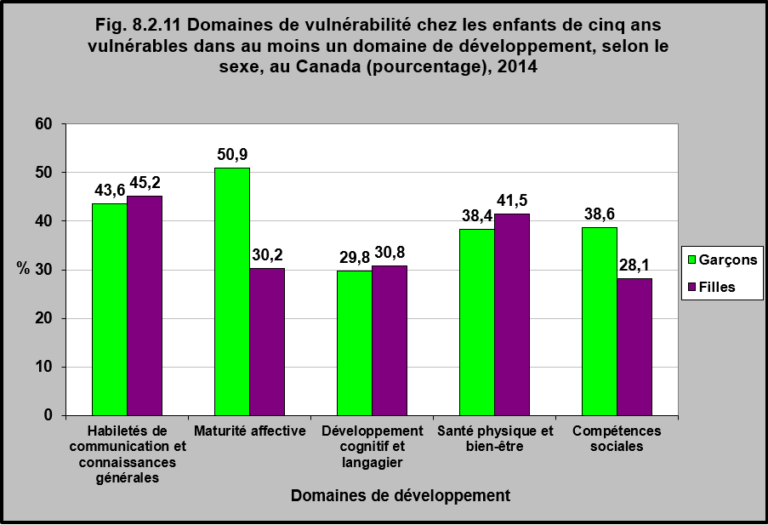 Fig. 8.2.11 Domaines de vulnérabilité chez les enfants de cinq ans
vulnérables dans au moins un domaine de développement, selon le
sexe, au Canada (pourcentage), 2014
60
50
40
% 30
20
10
0
43,6 45,2
50,9
30,2
29,8 30,8
38,4 41,5
38,6
28,1
Garçons
Filles
Habiletés de
communication et
connaissances
générales
Maturité affective
Développement
cognitif et
langagier
Santé physique et
bien-être
Compétences
sociales
Domaines de développement